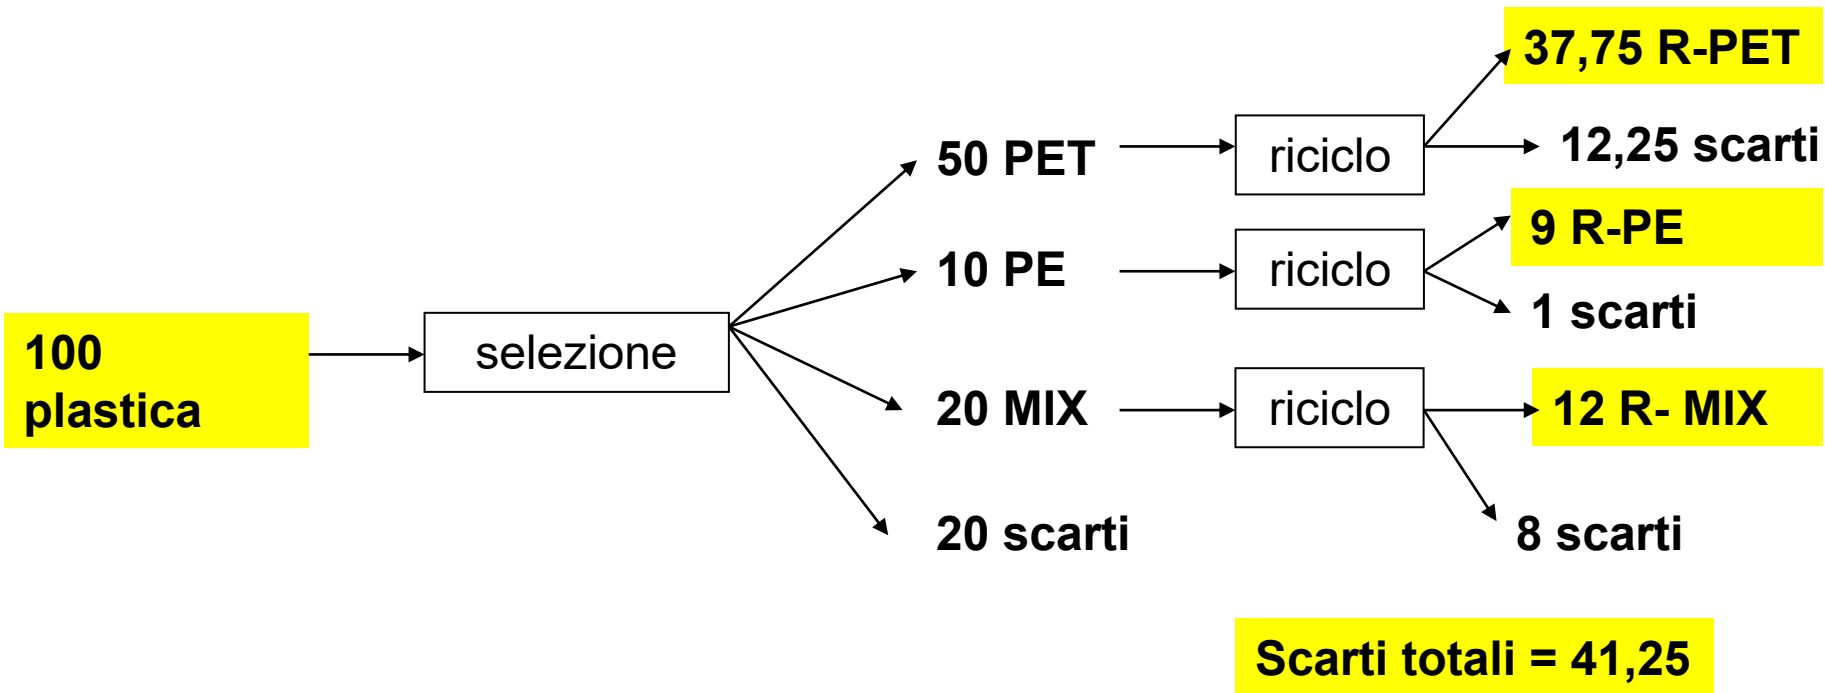 100
plastica
selezione
50 PET
10 PE
20 MIX
20 scarti
riciclo
riciclo
riciclo
37,75 R-PET
12,25 scarti
9 R-PE
1 scarti
12 R- MIX
8 scarti
Scarti totali = 41,25